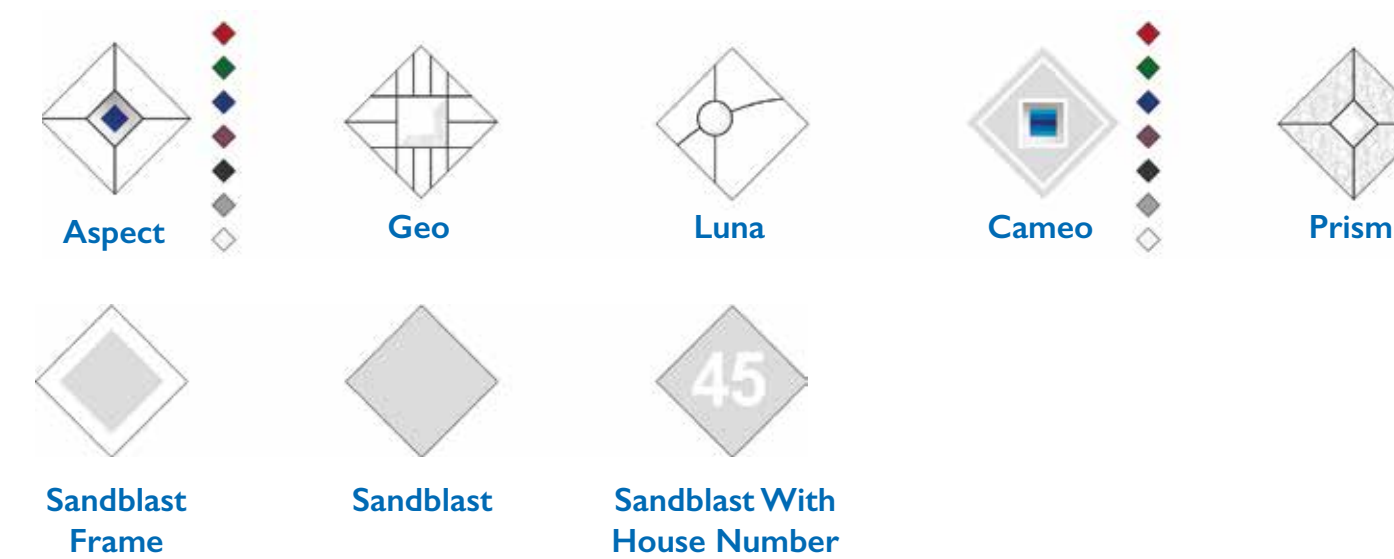 Aspect
Geo
Luna
Cameo
Prism
45
Sandblast
Frame
Sandblast
Sandblast With
House Number